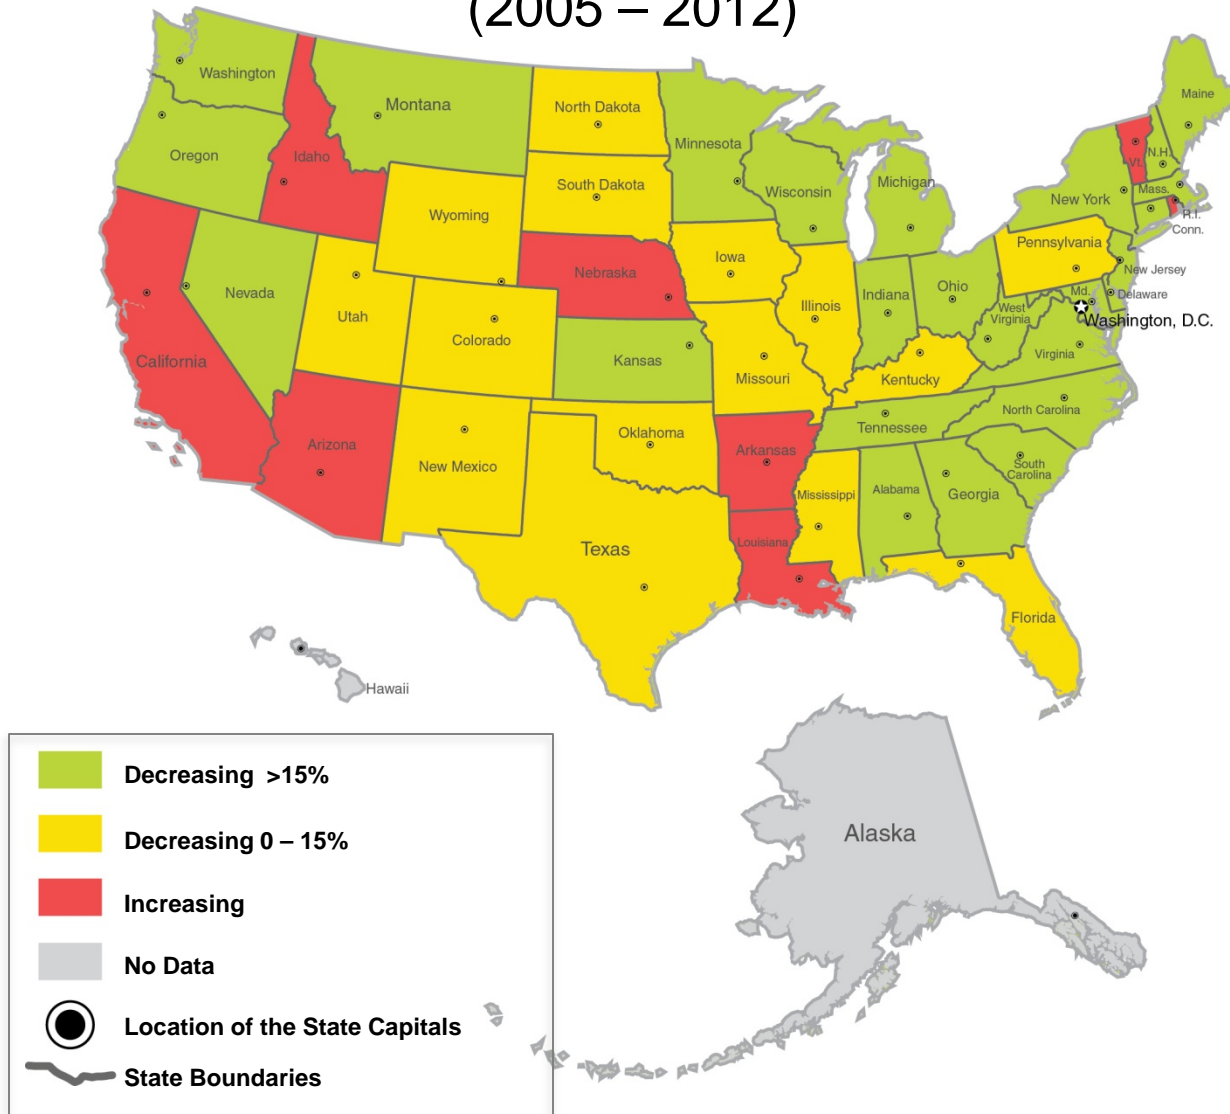 (2005 – 2012)
Washington
Montana
Maine
North Dakota
Minnesota
Oregon
Idaho
Vt.
N.H.
Wisconsin
Michigan
South Dakota
Mass.
New York
Wyoming
R.I.
Conn.
Pennsylvania
Iowa
Nebraska
New Jersey
Ohio
Md.
Delaware
Indiana
Nevada
Illinois
West
Virginia
Utah
Washington, D.C.
Colorado
Virginia
Kansas
California
Missouri
Kentucky
North Carolina
Tennessee
Oklahoma
Arizona
Arkansas
New Mexico
South
Carolina
Alabama
Georgia
Mississippi
Louisiana
Texas
Florida
Hawaii
Alaska
Decreasing >15%
Decreasing 0 – 15%
Increasing
No Data
Location of the State Capitals
State Boundaries